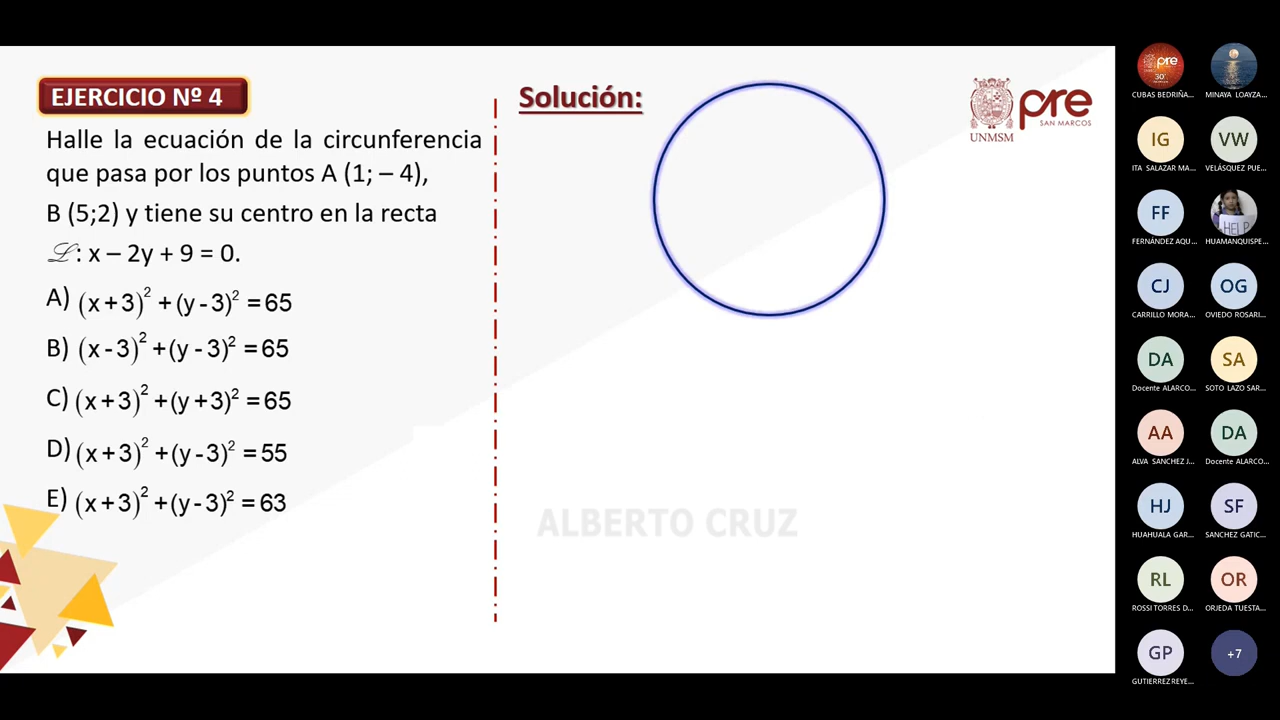 EJERCICIO Nº 4
Halle la ecuación de la circunferencia
que pasa por los puntos A (1; – 4),
B (5;2) y tiene su centro en la recta
ℒ: x – 2y + 9 = 0.
A) (x + 3)² + (y - 3)² = 65
B) (x - 3)² + (y - 3)² = 65
C) (x + 3)² + (y + 3)² = 65
D) (x + 3)² + (y - 3)² = 55
E) (x + 3)² + (y - 3)² = 63
Solución:
UNMSM
pre
SAN MARCOS
ALBERTO CRUZ
pre
30°
CUBAS BEDRIÑA...
MINAYA LOAYZA...
IG
ITA SALAZAR MA...
VW
VELÁSQUEZ PUE...
FF
FERNÁNDEZ AQU...
HELP
HUAMANQUISPE...
CJ
CARRILLO MORA...
OG
OVIEDO ROSARI...
DA
Docente ALARCO...
SA
SOTO LAZO SAR...
AA
ALVA SANCHEZ J...
DA
Docente ALARCO...
HJ
HUAHUALA GAR...
SF
SANCHEZ GATIC...
RL
ROSSI TORRES D...
OR
ORJEDA TUESTA...
GP
GUTIERREZ REYE...
+7